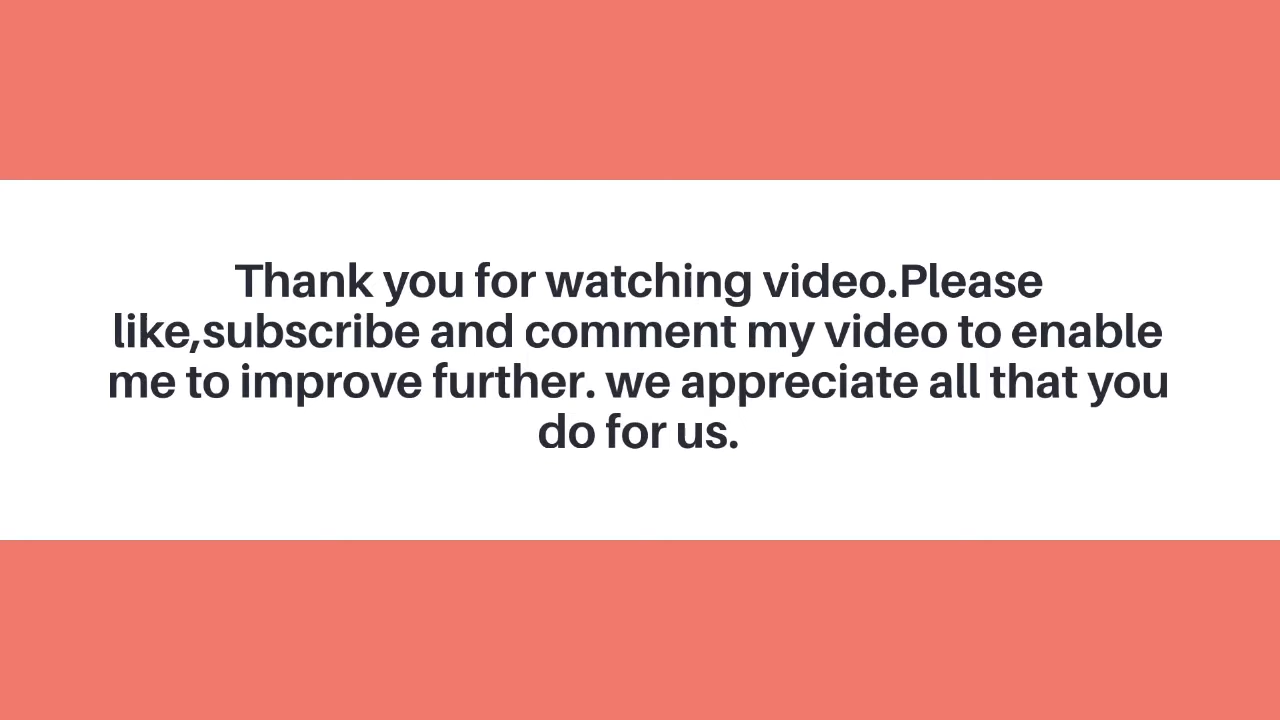 Thank you for watching video.Please
like,subscribe and comment my video to enable
me to improve further. we appreciate all that you
do for us.